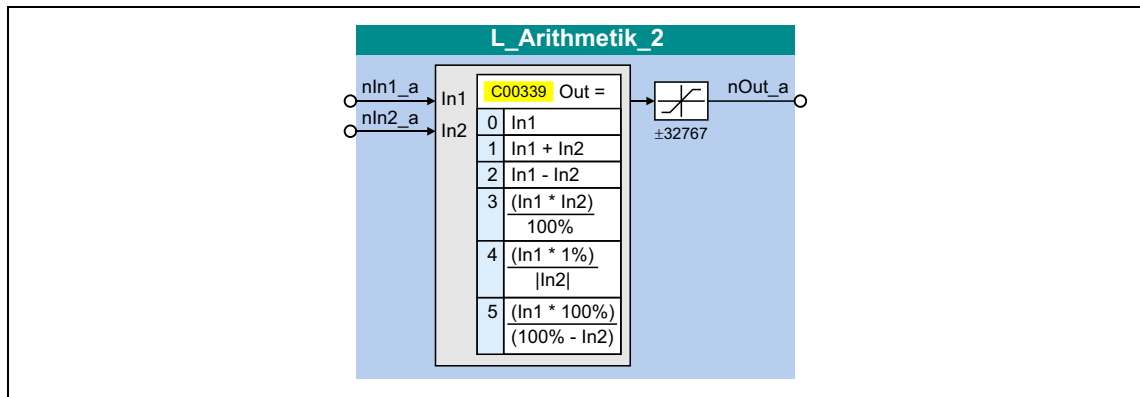 L_Arithmetik_2
nIn1_a
nIn2_a
In1
In2
C00339 Out =
0 In1
1 In1 + In2
2 In1 - In2
3 (In1 * In2)
100%
4 (In1 * 1%)
|In2|
5 (In1 * 100%)
(100% - In2)
±32767
nOut_a